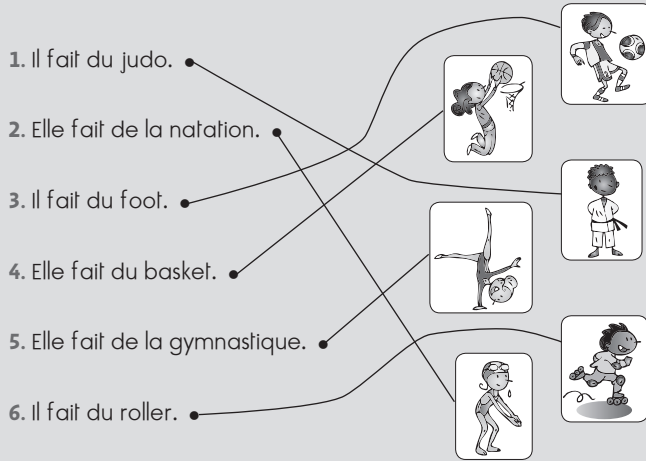 1. Il fait du judo.
2. Elle fait de la natation.
3. Il fait du foot.
4. Elle fait du basket.
5. Elle fait de la gymnastique.
6. Il fait du roller.